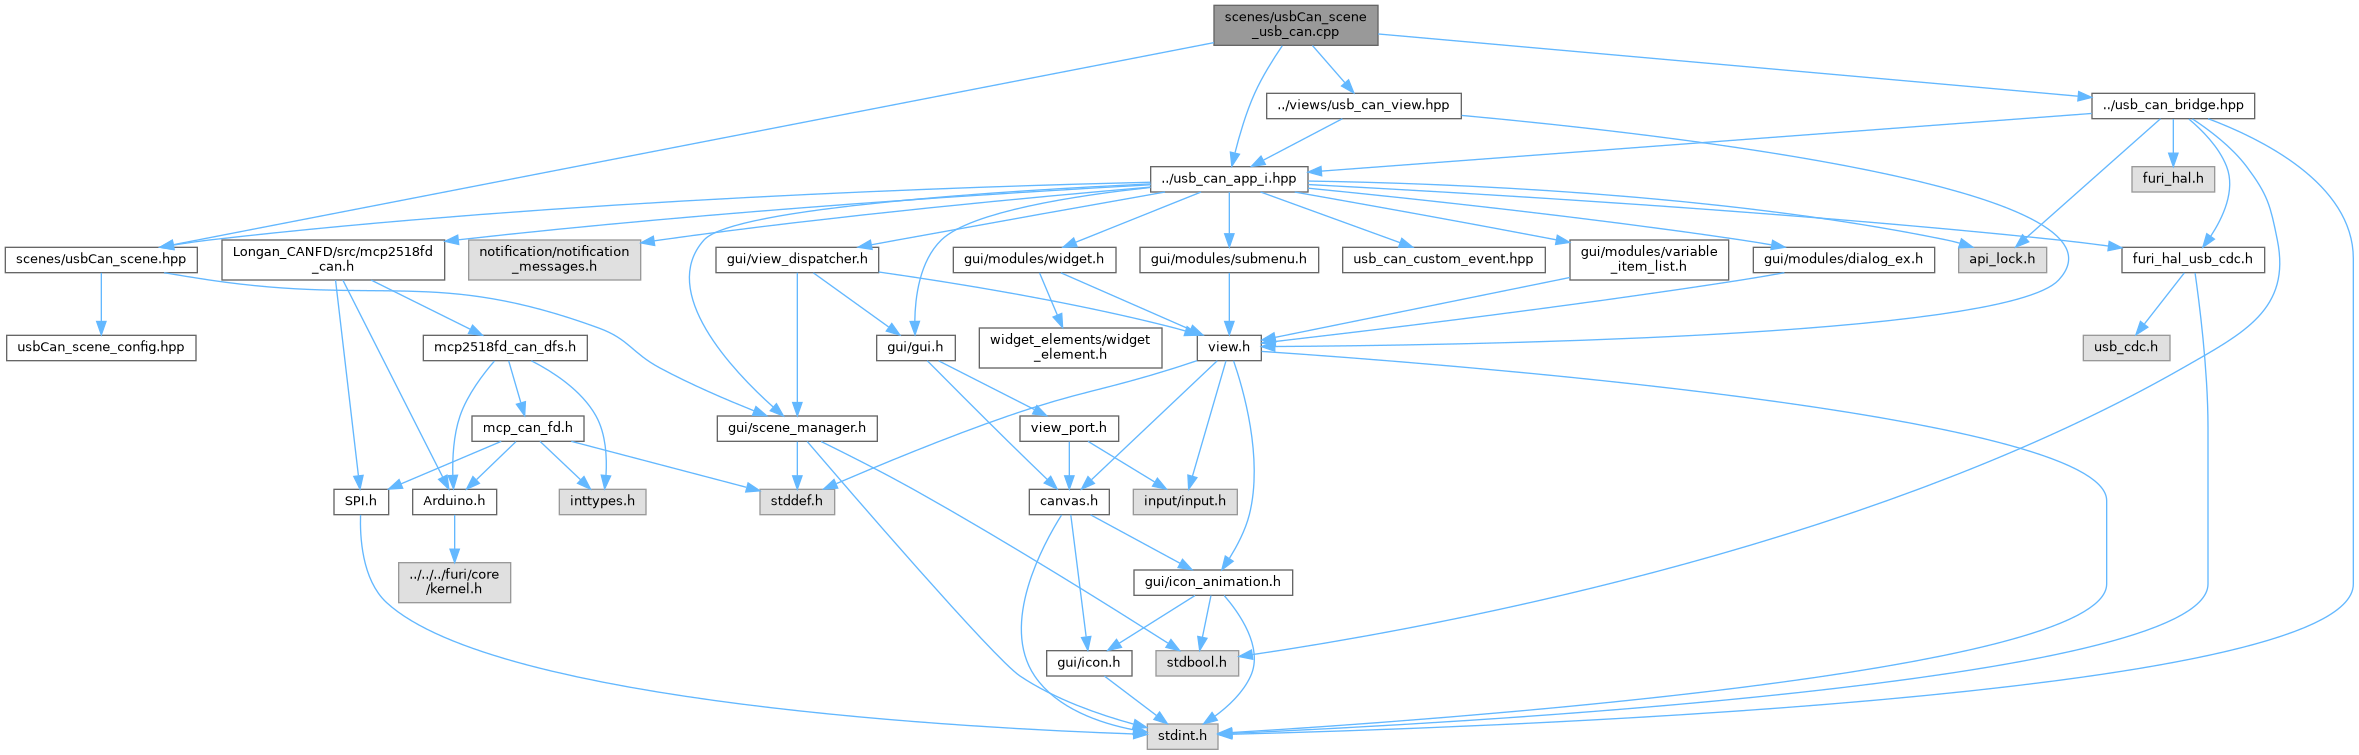 scenes/usbCan_scene
_usb_can.cpp
../views/usb_can_view.hpp
../usb_can_bridge.hpp
../usb_can_app_i.hpp
furi_hal.h
scenes/usbCan_scene.hpp
Longan_CANFD/src/mcp2518fd
_can.h
notification/notification
_messages.h
gui/view_dispatcher.h
gui/modules/widget.h
gui/modules/submenu.h
usb_can_custom_event.hpp
gui/modules/variable
_item_list.h
gui/modules/dialog_ex.h
api_lock.h
furi_hal_usb_cdc.h
usbCan_scene_config.hpp
mcp2518fd_can_dfs.h
gui/gui.h
widget_elements/widget
_element.h
view.h
usb_cdc.h
mcp_can_fd.h
gui/scene_manager.h
view_port.h
SPI.h
Arduino.h
inttypes.h
stddef.h
canvas.h
input/input.h
../../../furi/core
/kernel.h
gui/icon_animation.h
gui/icon.h
stdbool.h
stdint.h